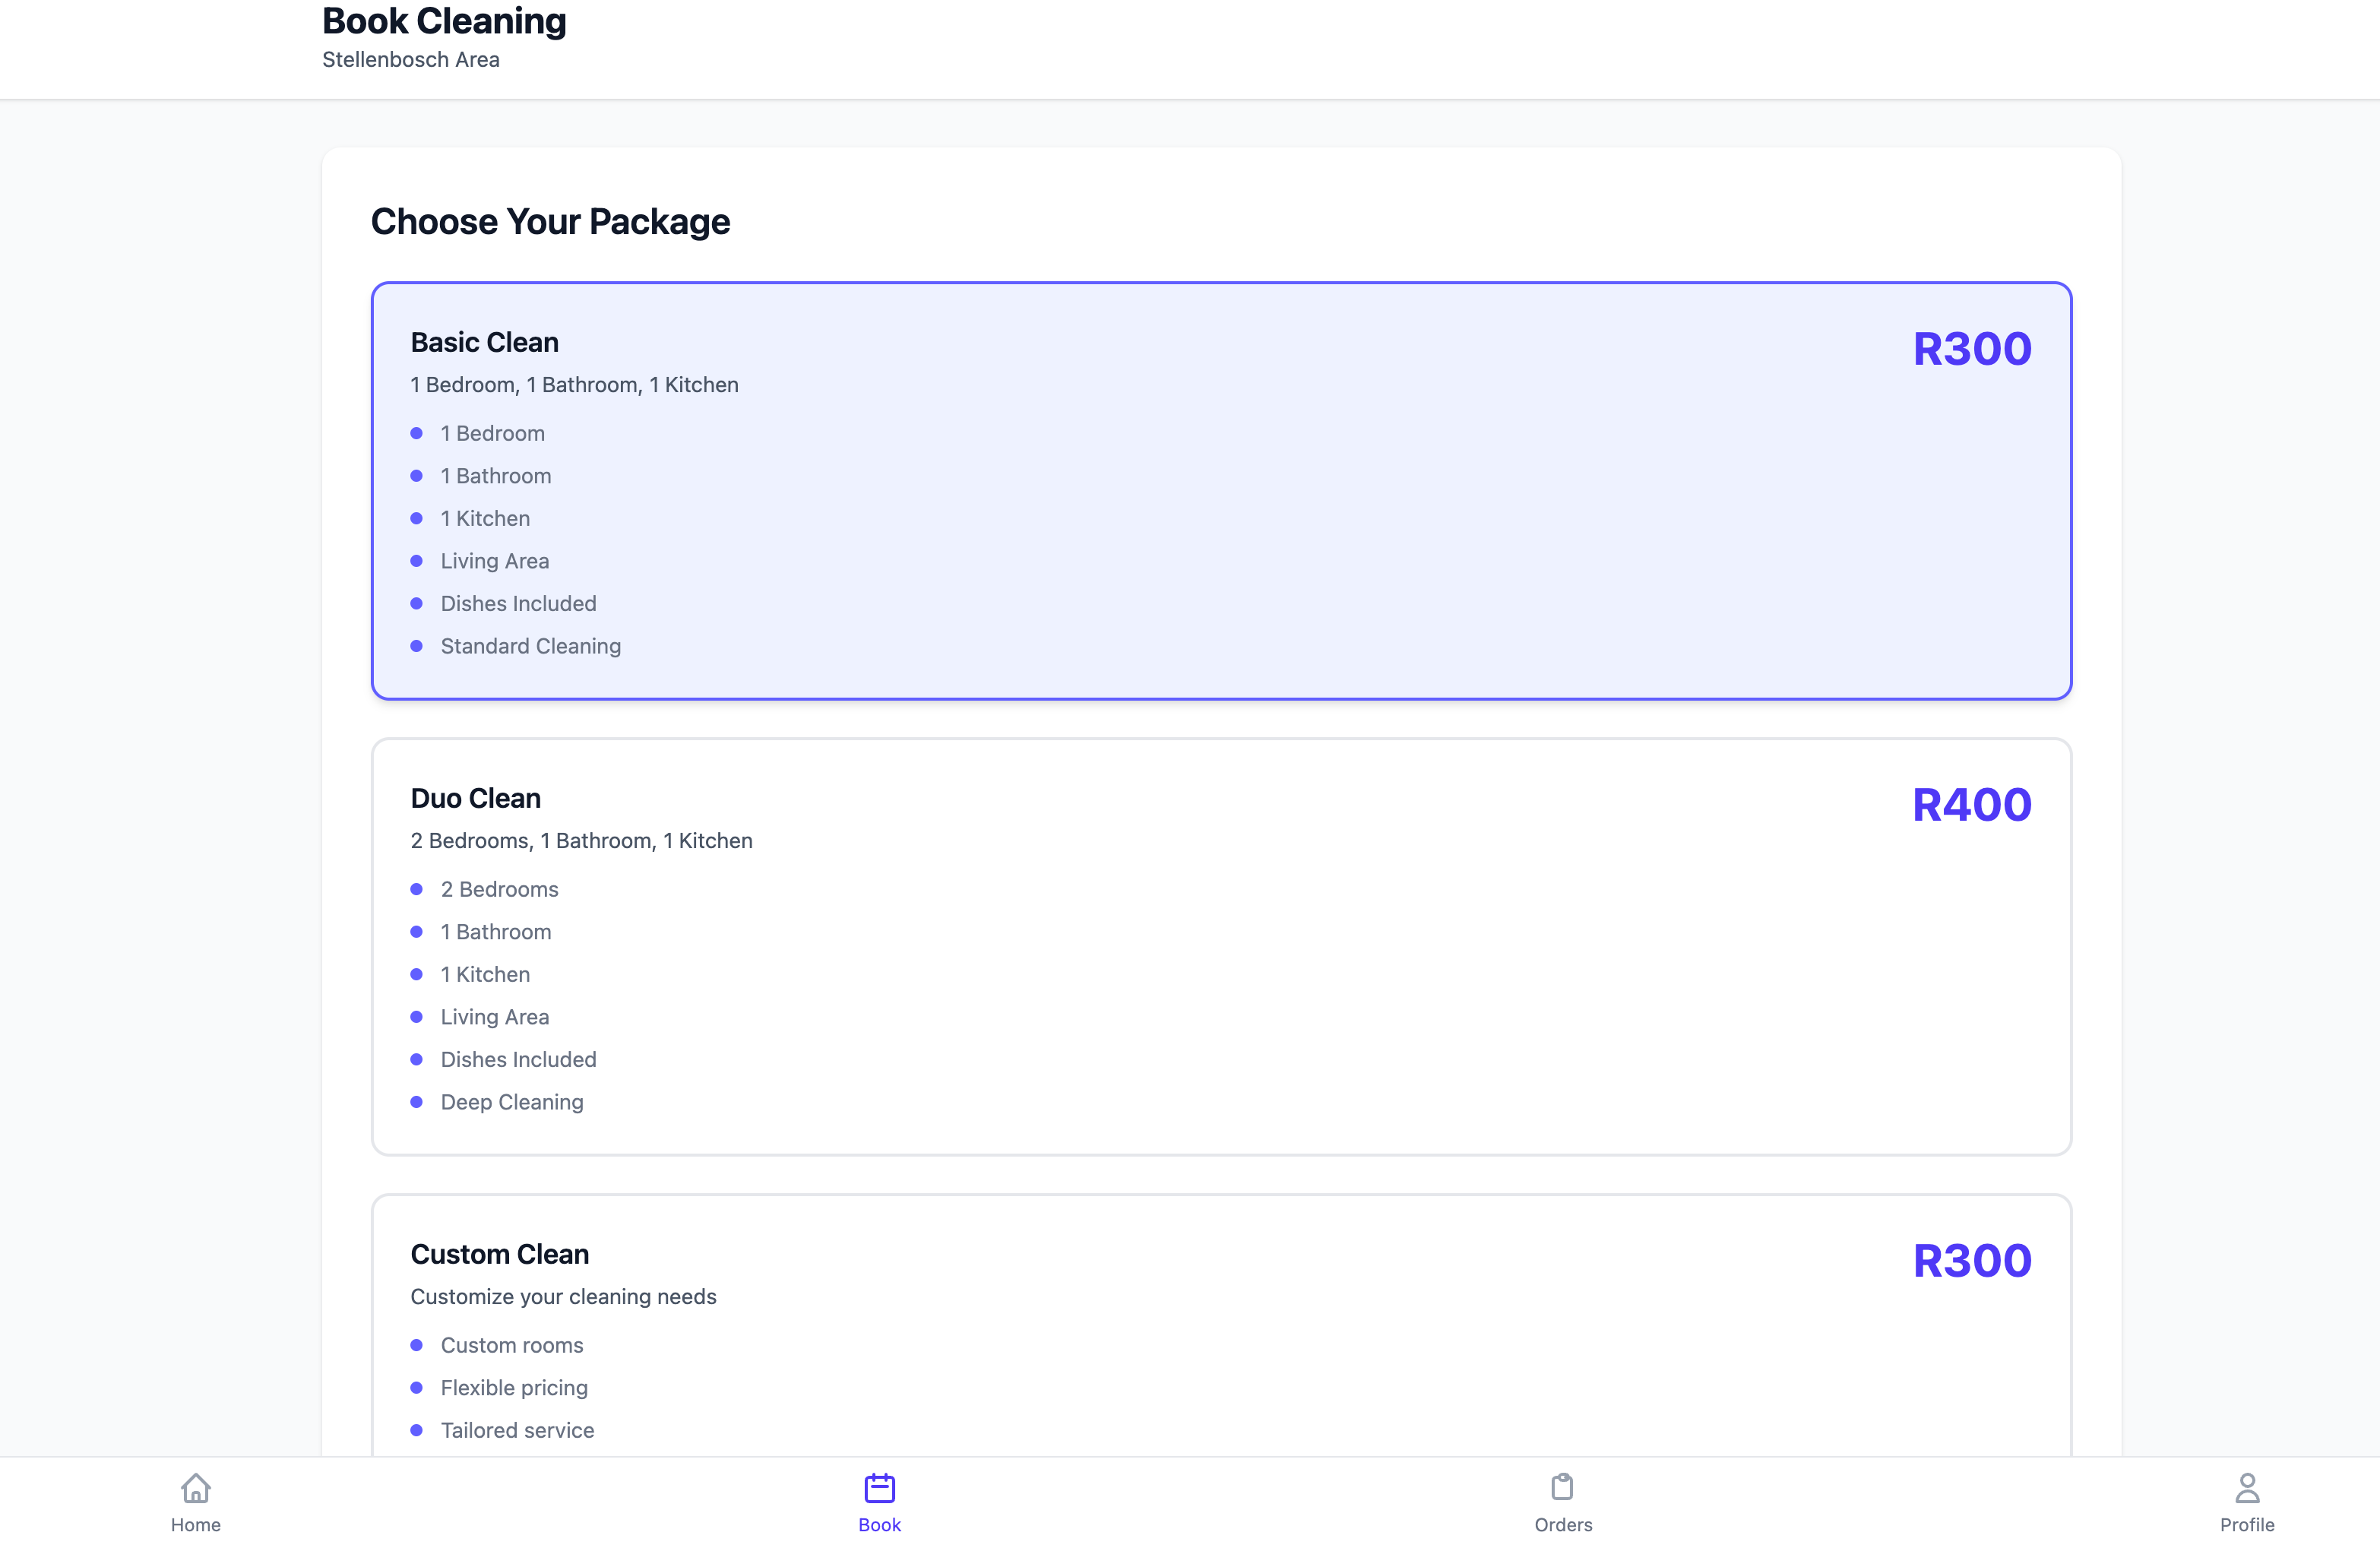 Book Cleaning
Stellenbosch Area
Choose Your Package
Basic Clean
R300
1 Bedroom, 1 Bathroom, 1 Kitchen
1 Bedroom
1 Bathroom
1 Kitchen
Living Area
Dishes Included
Standard Cleaning
Duo Clean
R400
2 Bedrooms, 1 Bathroom, 1 Kitchen
2 Bedrooms
1 Bathroom
1 Kitchen
Living Area
Dishes Included
Deep Cleaning
Custom Clean
R300
Customize your cleaning needs
Custom rooms
Flexible pricing
Tailored service
Home
Book
Orders
Profile